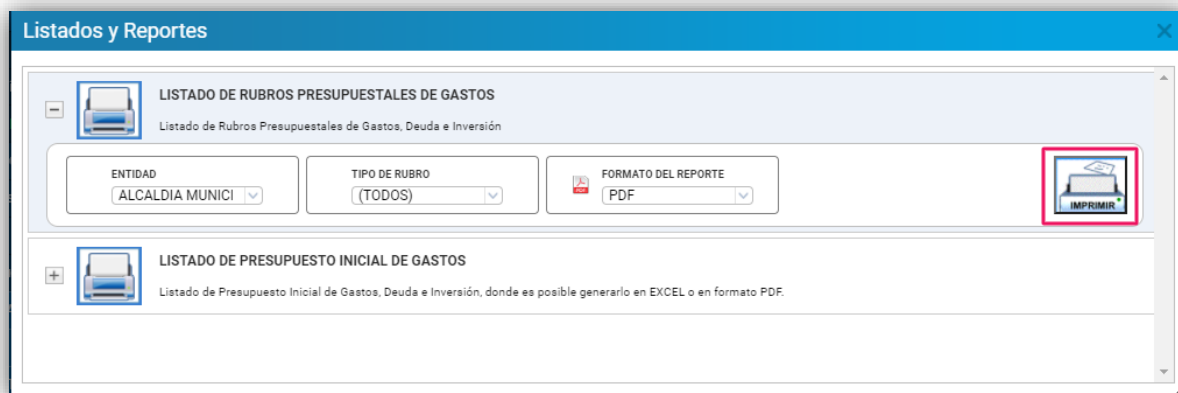 Listados y Reportes
LISTADO DE RUBROS PRESUPUESTALES DE GASTOS
Listado de Rubros Presupuestales de Gastos, Deuda e Inversión
ENTIDAD
ALCALDIA MUNICI
TIPO DE RUBRO
(TODOS)
FORMATO DEL REPORTE
PDF
IMPRIMIR
LISTADO DE PRESUPUESTO INICIAL DE GASTOS
Listado de Presupuesto Inicial de Gastos, Deuda e Inversión, donde es posible generarlo en EXCEL o en formato PDF.